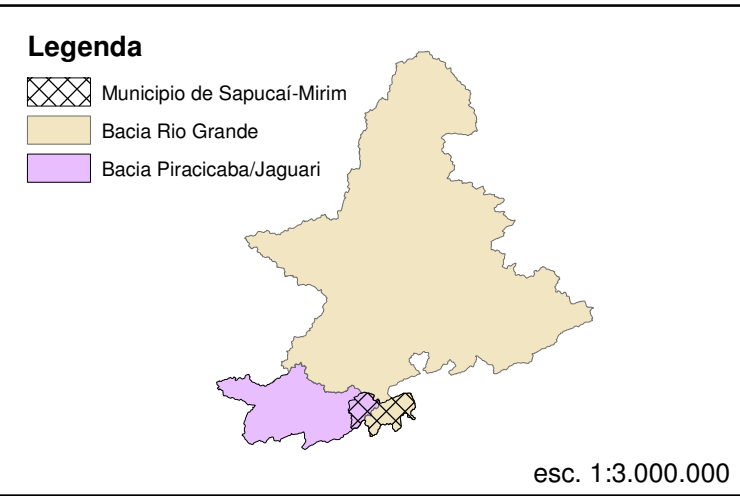 Legenda
Municipio de Sapucaí-Mirim
Bacia Rio Grande
Bacia Piracicaba/Jaguari
esc. 1:3.000.000